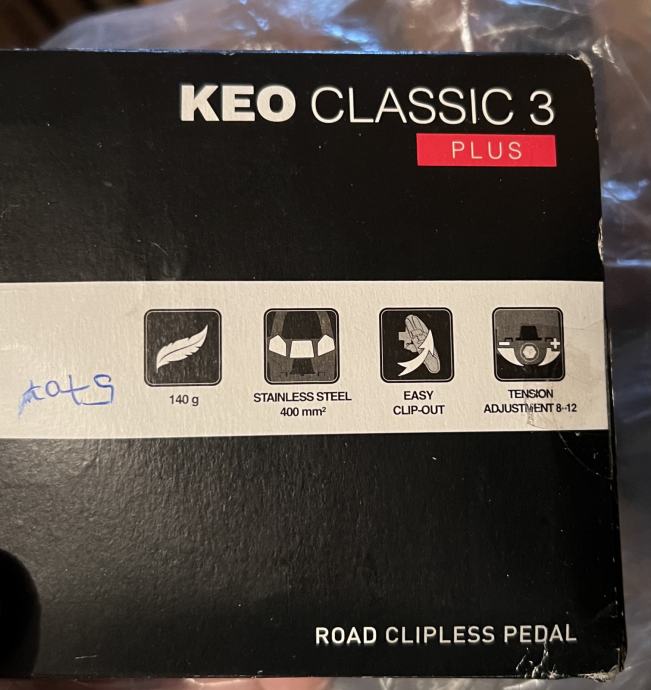 KEO CLASSIC 3
PLUS
140 g
STAINLESS STEEL
400 mm²
EASY
CLIP-OUT
TENSION
ADJUSTMENT 8-12
ROAD CLIPLESS PEDAL